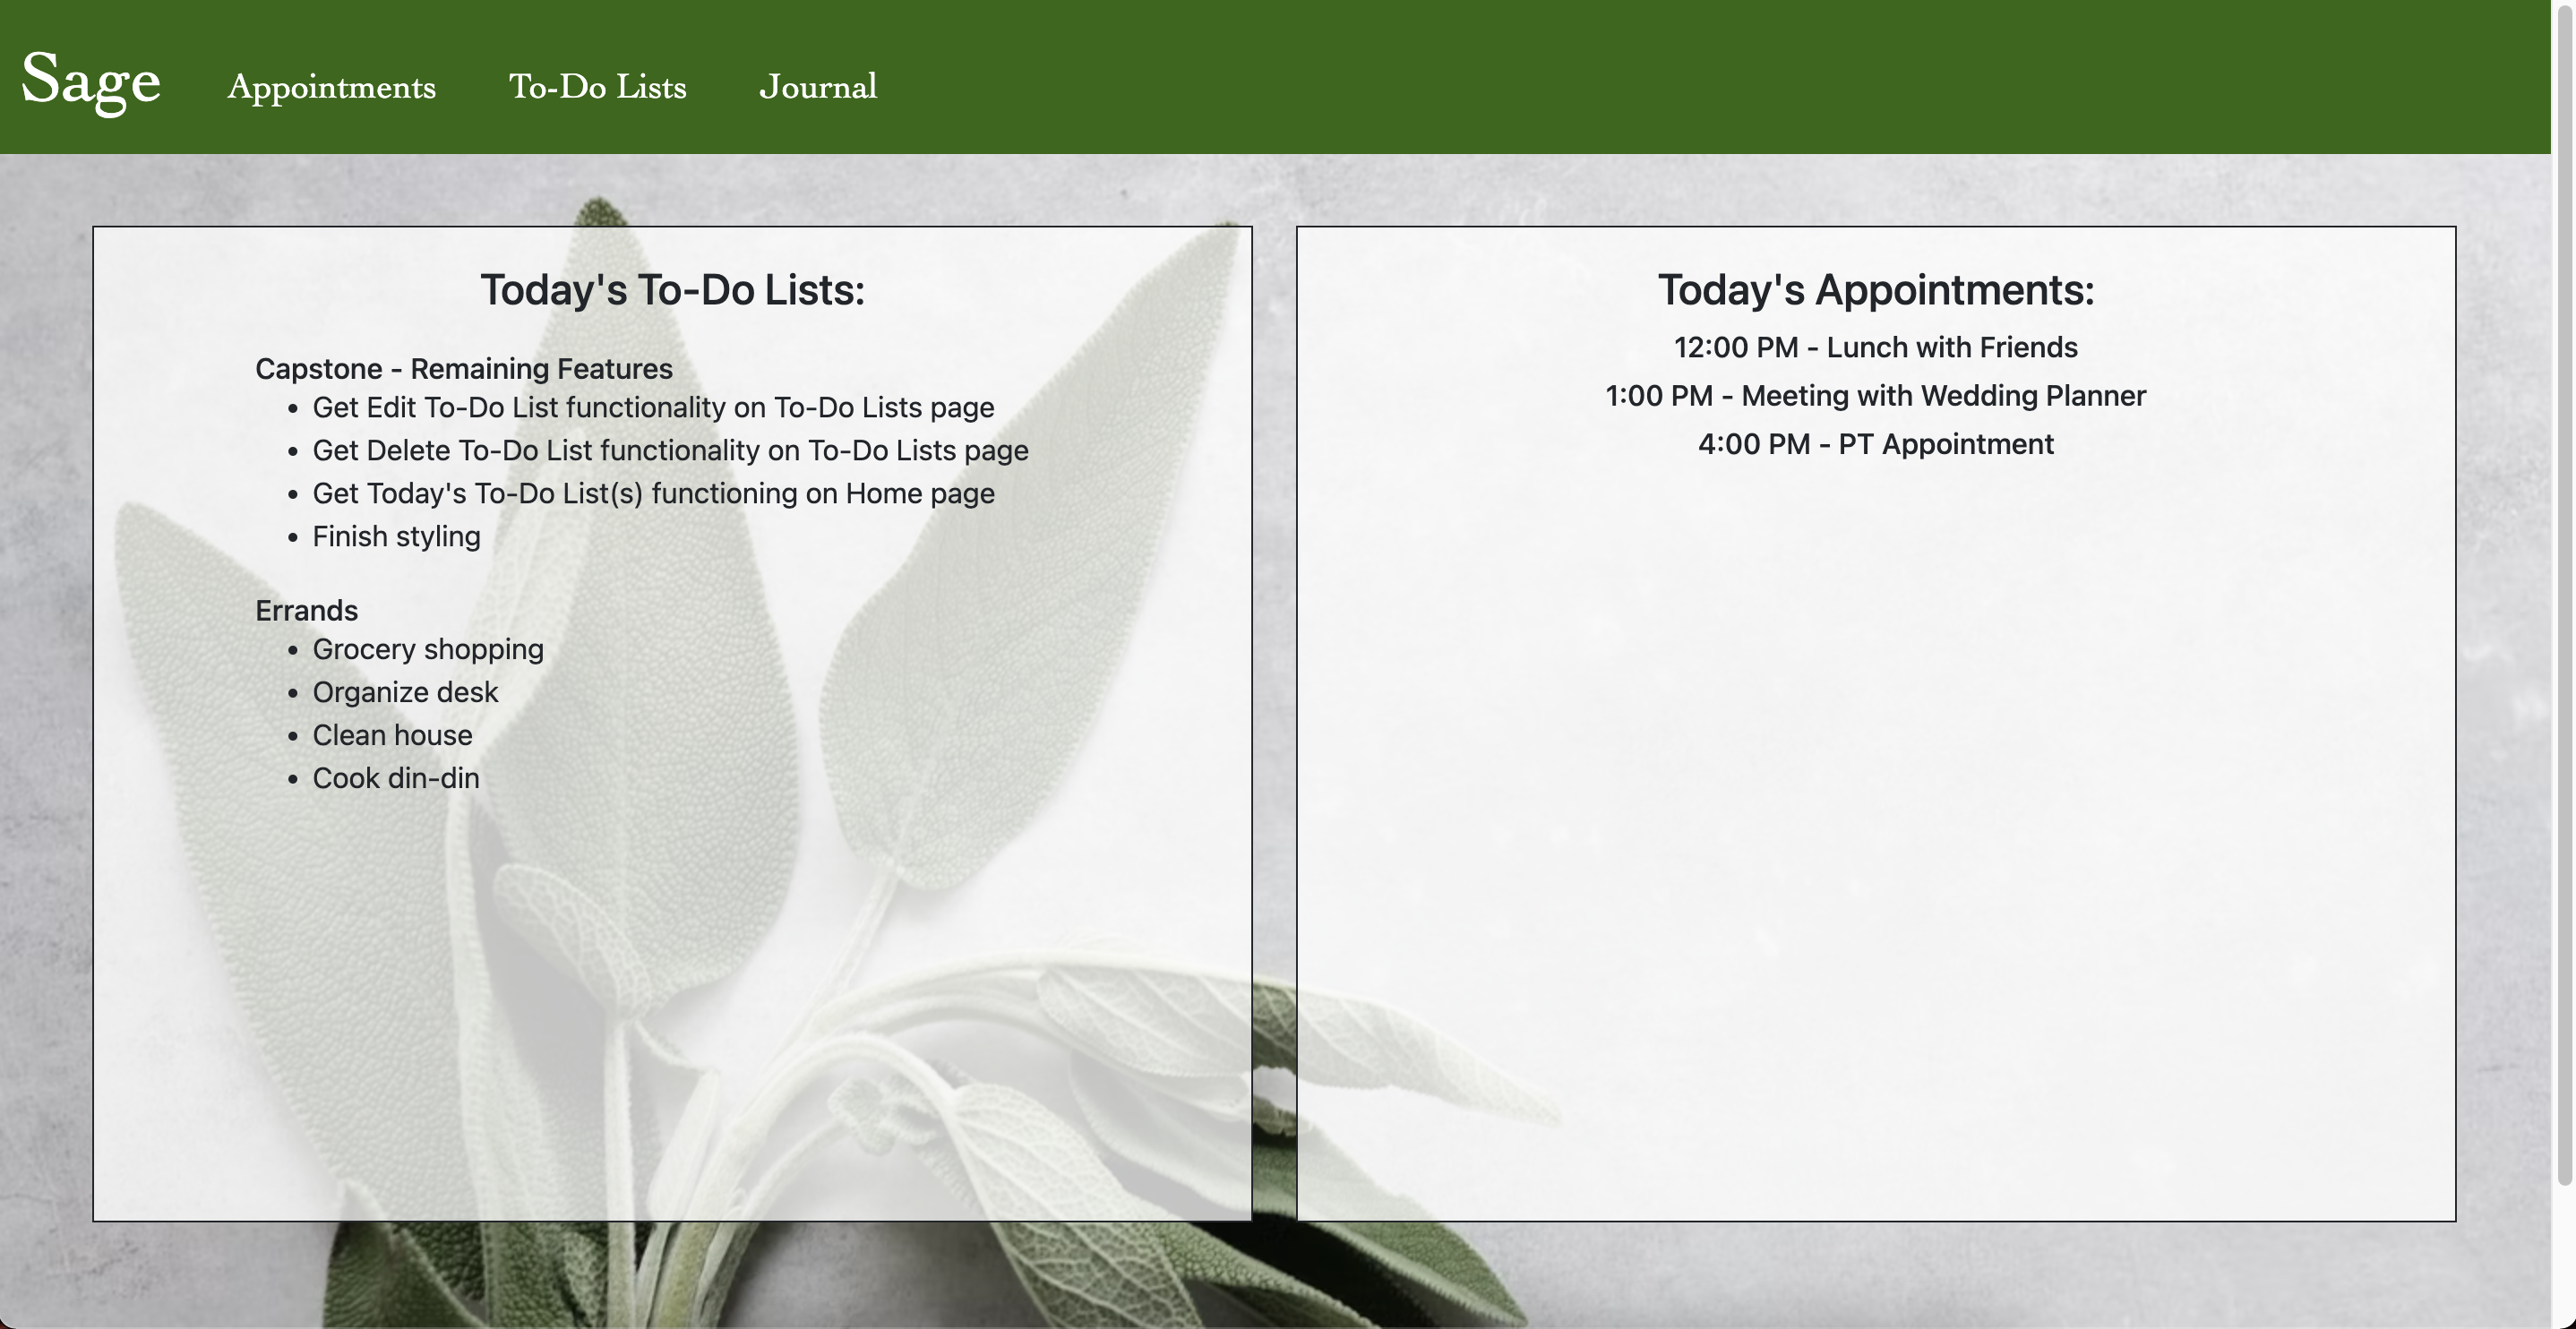 Sage
Appointments
To-Do Lists
Journal
Today's To-Do Lists:
Capstone - Remaining Features
• Get Edit To-Do List functionality on To-Do Lists page
• Get Delete To-Do List functionality on To-Do Lists page
• Get Today's To-Do List(s) functioning on Home page
• Finish styling
Errands
• Grocery shopping
• Organize desk
• Clean house
• Cook din-din
Today's Appointments:
12:00 PM - Lunch with Friends
1:00 PM - Meeting with Wedding Planner
4:00 PM - PT Appointment